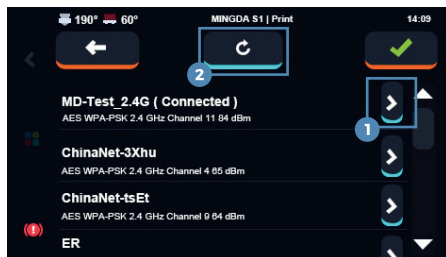 190° 60° MINGDA S1 | Print 14:09
2
MD-Test_2.4G ( Connected )
AES WPA-PSK 2.4 GHz Channel 11 84 dBm
1
ChinaNet-3Xhu
AES WPA-PSK 2.4 GHz Channel 4 65 dBm
ChinaNet-tsEt
AES WPA-PSK 2.4 GHz Channel 9 64 dBm
ER